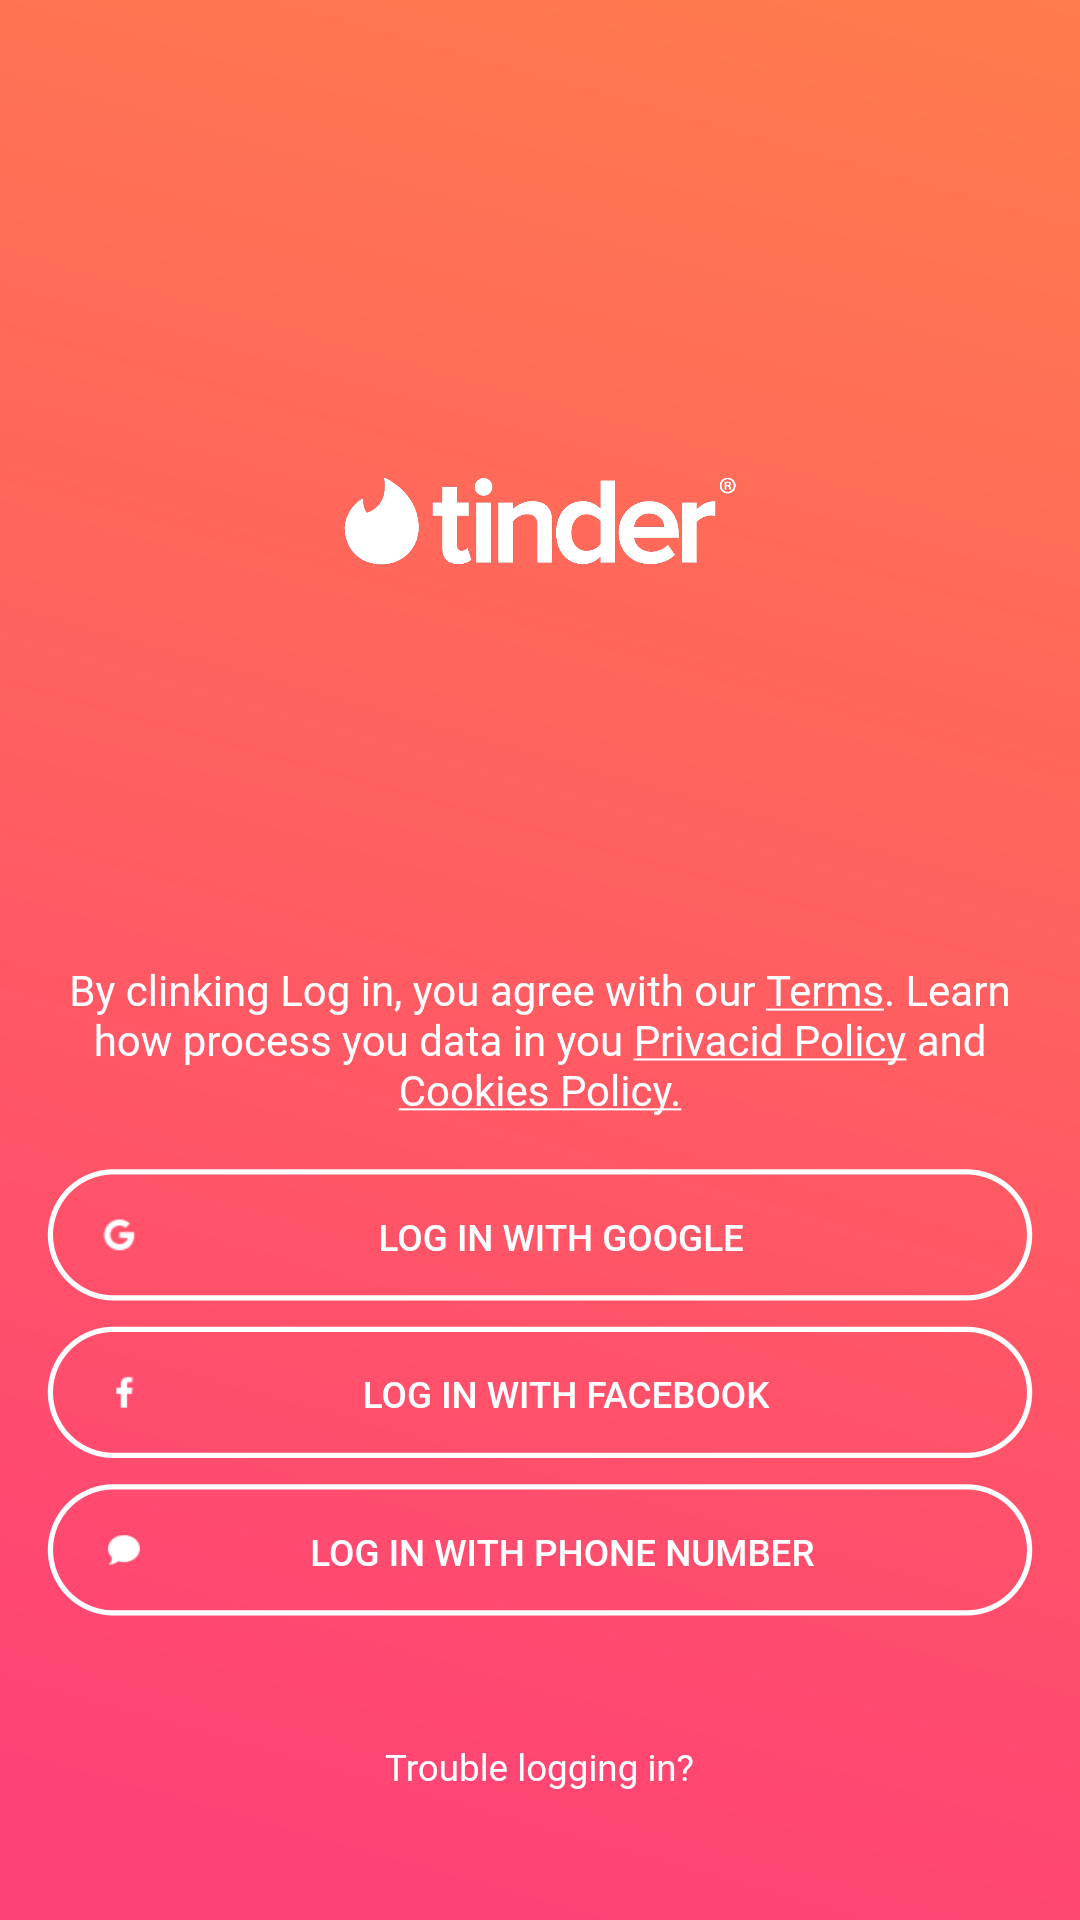 tinder®
By clinking Log in, you agree with our Terms. Learn
how process you data in you Privacid Policy and
Cookies Policy.
LOG IN WITH GOOGLE
LOG IN WITH FACEBOOK
LOG IN WITH PHONE NUMBER
Trouble logging in?